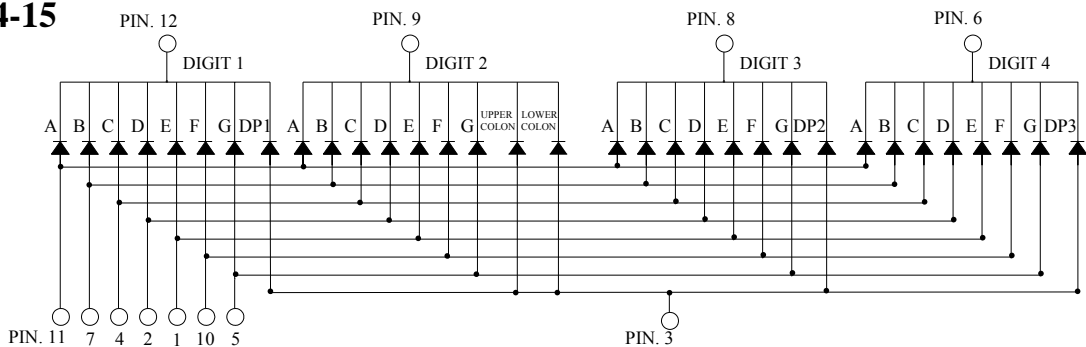 4-15
PIN. 12 PIN. 9 PIN. 8 PIN. 6
DIGIT 1 DIGIT 2 DIGIT 3 DIGIT 4
UPPER LOWER
A B C D E F G DP1 A B C D E F G COLON COLON A B C D E F G DP2 A B C D E F G DP3
PIN. 11 7 4 2 1 10 5 PIN. 3